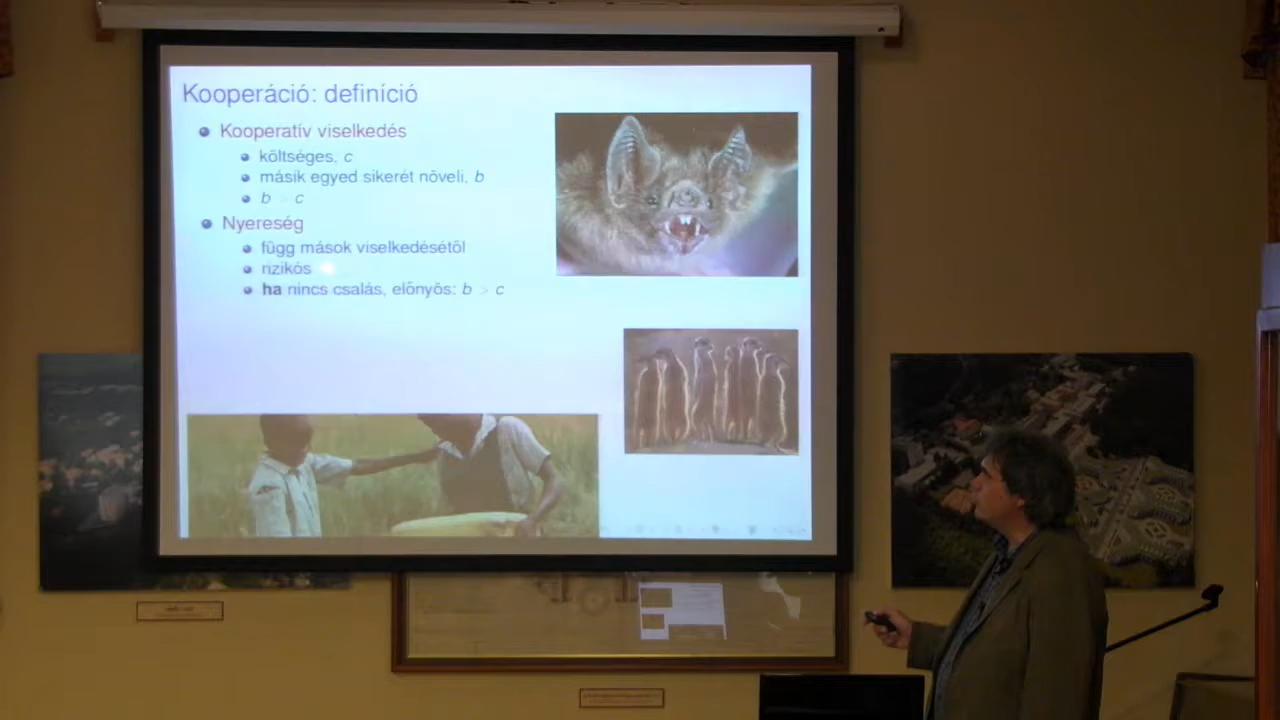 Kooperáció: definíció
Kooperatív viselkedés
költséges, c
másik egyed sikerét növeli, b
b > c
Nyereség
függ mások viselkedésétől
rizikós
ha nincs csalás, előnyös: b > c